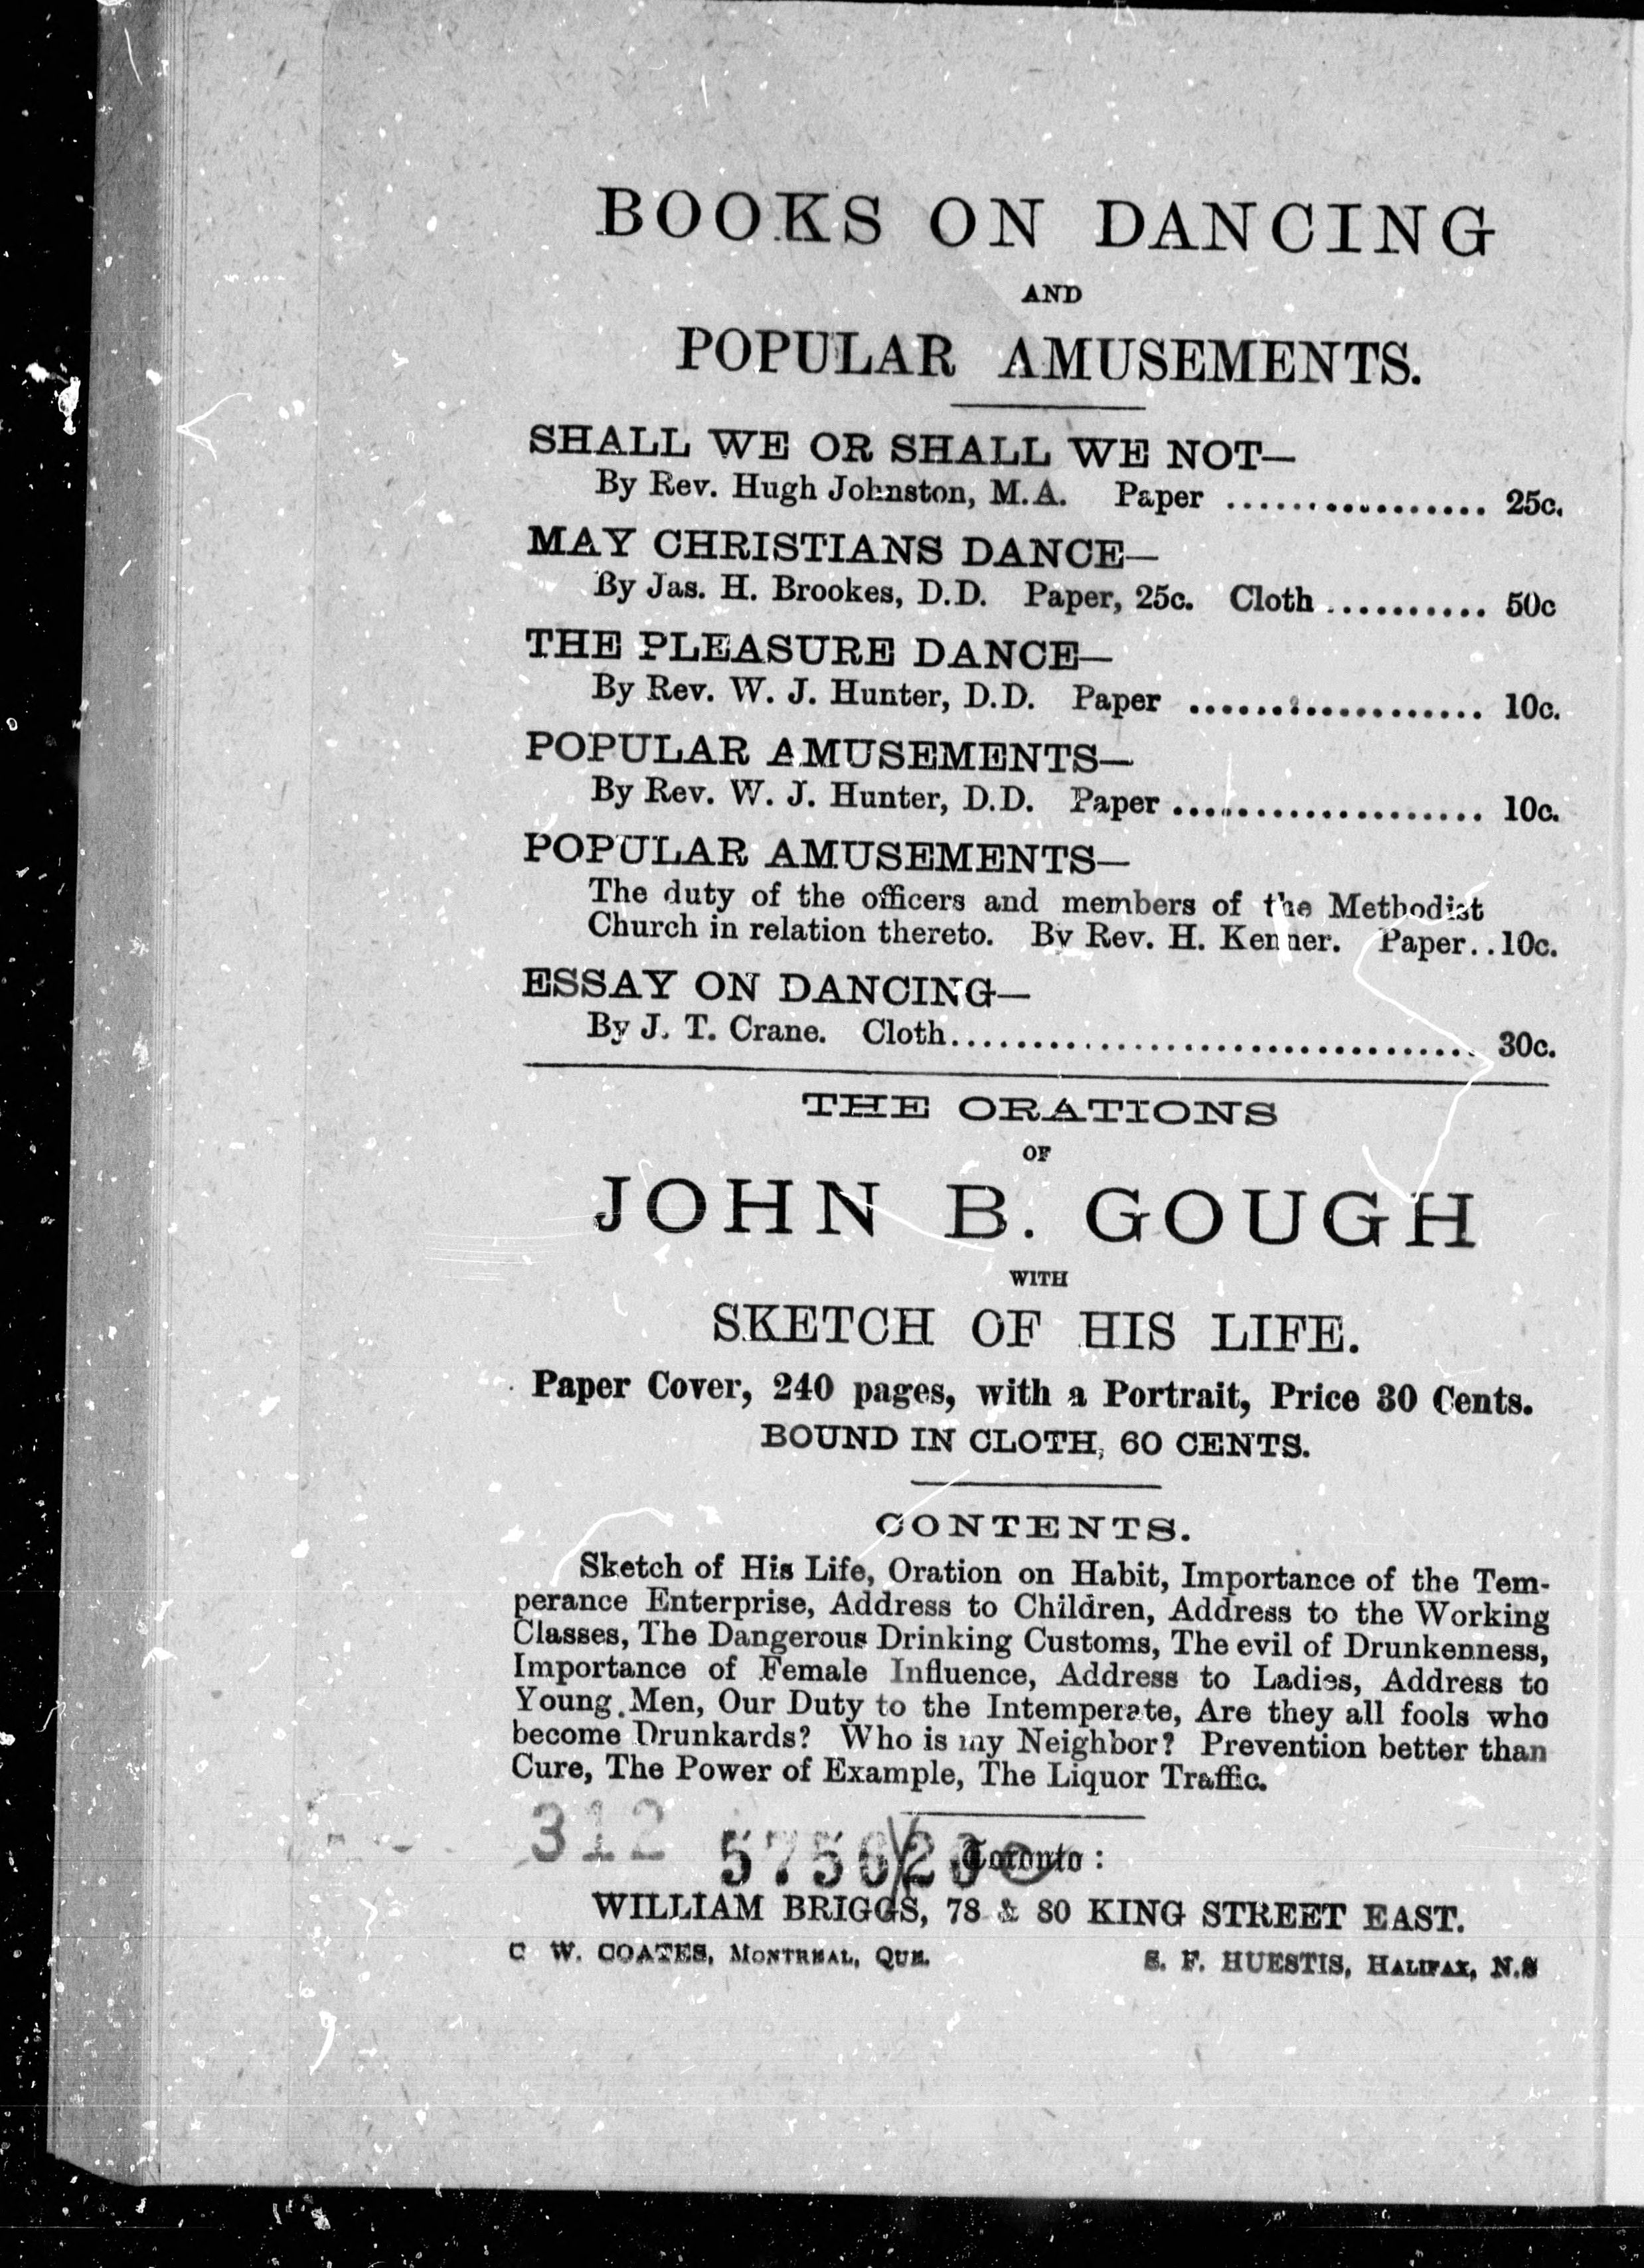 BOOKS ON DANCING
AND
POPULAR AMUSEMENTS.
SHALL WE OR SHALL WE NOT—
By Rev. Hugh Johnston, M.A. Paper ................ 25c.
MAY CHRISTIANS DANCE—
By Jas. H. Brookes, D.D. Paper, 25c. Cloth .......... 50c
THE PLEASURE DANCE—
By Rev. W. J. Hunter, D.D. Paper .................. 10c.
POPULAR AMUSEMENTS—
By Rev. W. J. Hunter, D.D. Paper ................... 10c.
POPULAR AMUSEMENTS—
The duty of the officers and members of the Methodist
Church in relation thereto. By Rev. H. Kenner. Paper..10c.
ESSAY ON DANCING—
By J. T. Crane. Cloth................................. 30c.
THE ORATIONS
OF
JOHN B. GOUGH
WITH
SKETCH OF HIS LIFE.
Paper Cover, 240 pages, with a Portrait, Price 30 Cents.
BOUND IN CLOTH, 60 CENTS.
CONTENTS.
Sketch of His Life, Oration on Habit, Importance of the Tem-
perance Enterprise, Address to Children, Address to the Working
Classes, The Dangerous Drinking Customs, The evil of Drunkenness,
Importance of Female Influence, Address to Ladies, Address to
Young Men, Our Duty to the Intemperate, Are they all fools who
become Drunkards? Who is my Neighbor? Prevention better than
Cure, The Power of Example, The Liquor Traffic.
312
Toronto:
WILLIAM BRIGGS, 78 & 80 KING STREET EAST.
C W. COATES, MONTREAL, QUE. S. F. HUESTIS, HALIFAX, N.S